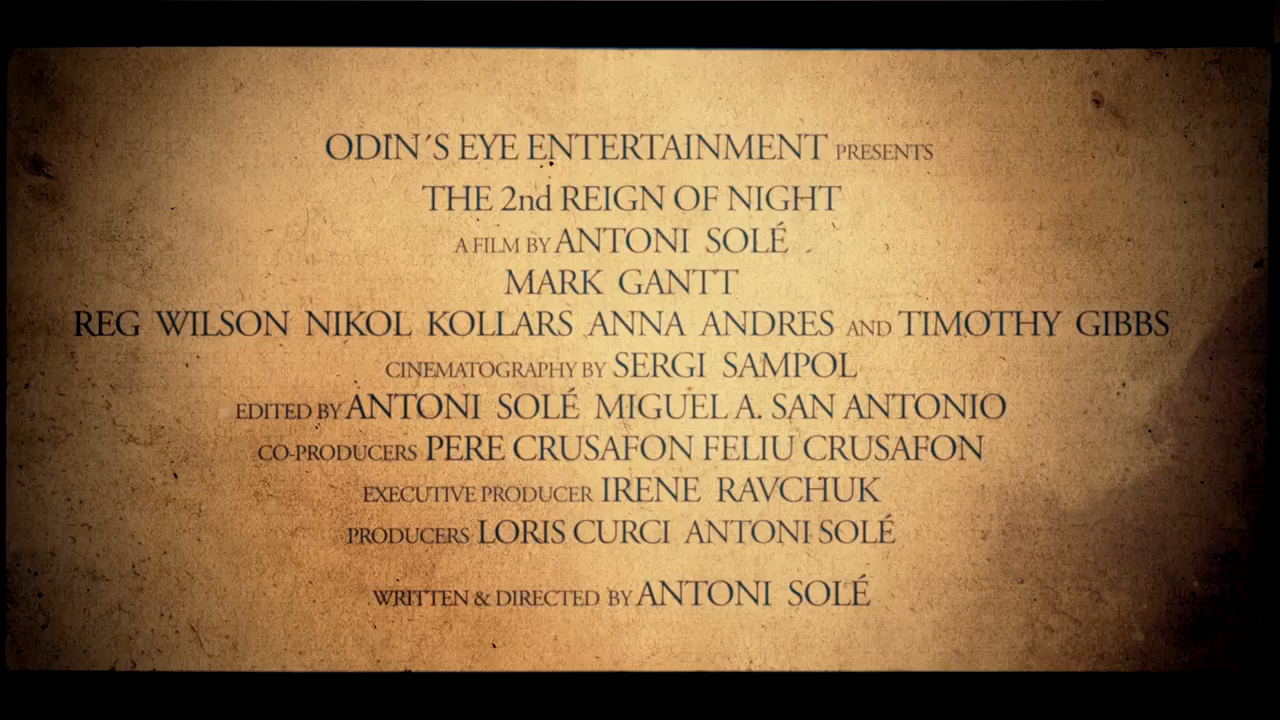 ODIN´S EYE ENTERTAINMENT PRESENTS
THE 2nd REIGN OF NIGHT
A FILM BY ANTONI SOLÉ
MARK GANTT
REG WILSON NIKOL KOLLARS ANNA ANDRES AND TIMOTHY GIBBS
CINEMATOGRAPHY BY SERGI SAMPOL
EDITED BY ANTONI SOLÉ MIGUEL A. SAN ANTONIO
CO-PRODUCERS PERE CRUSAFON FELIU CRUSAFON
EXECUTIVE PRODUCER IRENE RAVCHUK
PRODUCERS LORIS CURCI ANTONI SOLÉ
WRITTEN & DIRECTED BY ANTONI SOLÉ